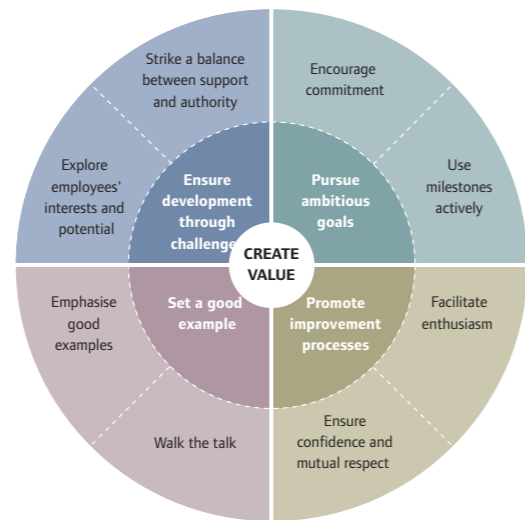 Strike a balance
between support
and authority
Encourage
commitment
Explore
employees'
interests and
potential
Ensure
development
through
challenge
Pursue
ambitious
goals
Use
milestones
actively
CREATE
VALUE
Emphasise
good
examples
Set a good
example
Promote
improvement
processes
Facilitate
enthusiasm
Walk the talk
Ensure
confidence and
mutual respect